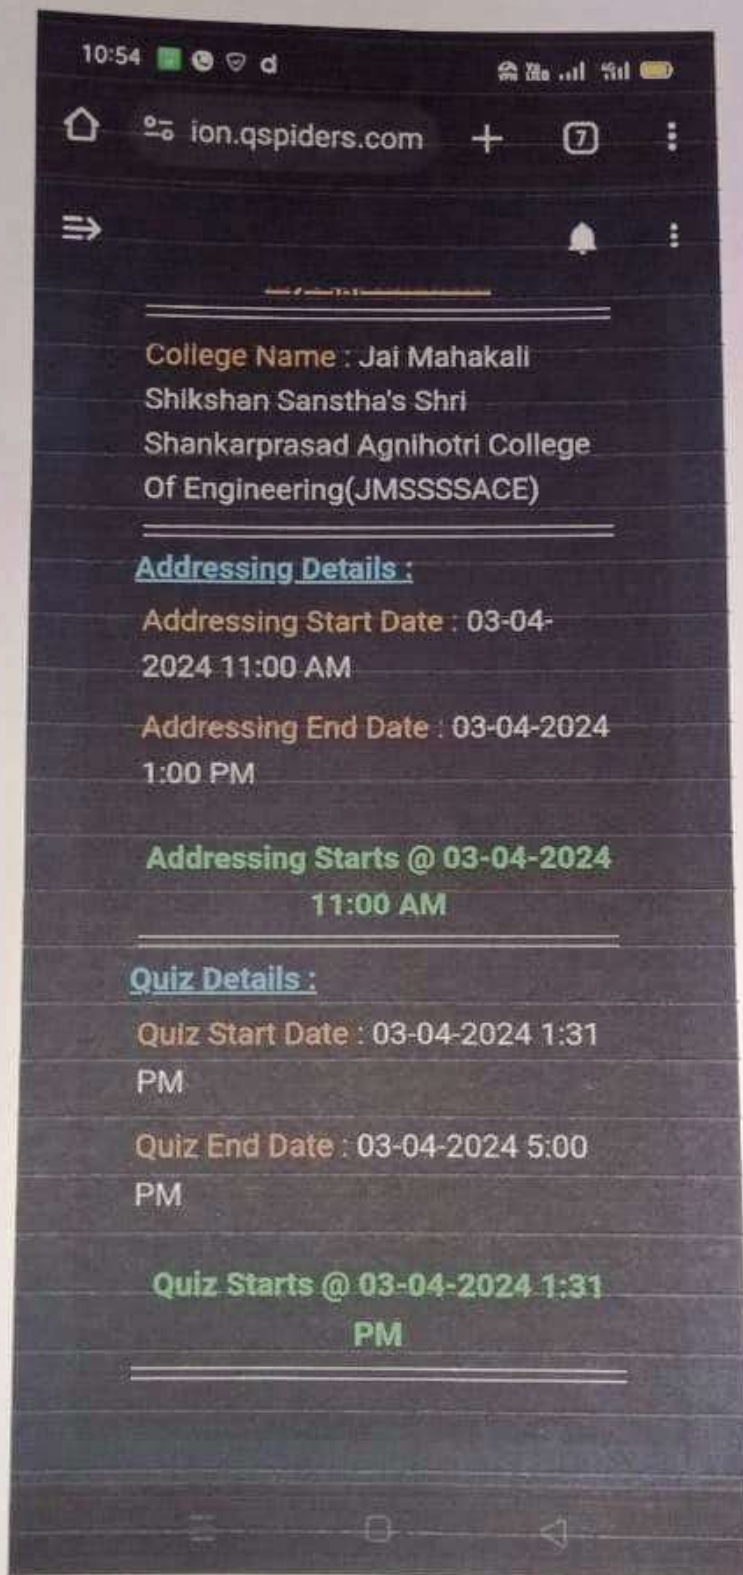 10:54
ion.qspiders.com
7
College Name : Jai Mahakali
Shikshan Sanstha's Shri
Shankarprasad Agnihotri College
Of Engineering(JMSSSSACE)
Addressing Details :
Addressing Start Date : 03-04-
2024 11:00 AM
Addressing End Date : 03-04-2024
1:00 PM
Addressing Starts @ 03-04-2024
11:00 AM
Quiz Details :
Quiz Start Date : 03-04-2024 1:31
PM
Quiz End Date : 03-04-2024 5:00
PM
Quiz Starts @ 03-04-2024 1:31
PM